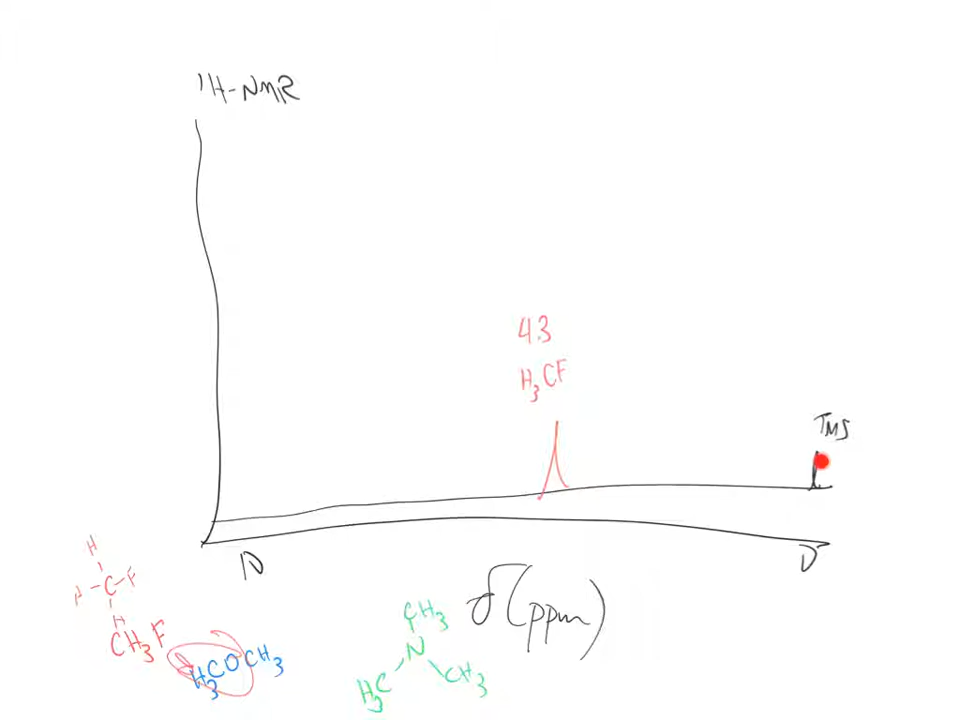 ¹H-NMR
4.3
H₃CF
TMS
10
0
δ(ppm)
H
H-C-F
H
CH₃F
H₃COCH₃
CH₃
N
H₃C
CH₃